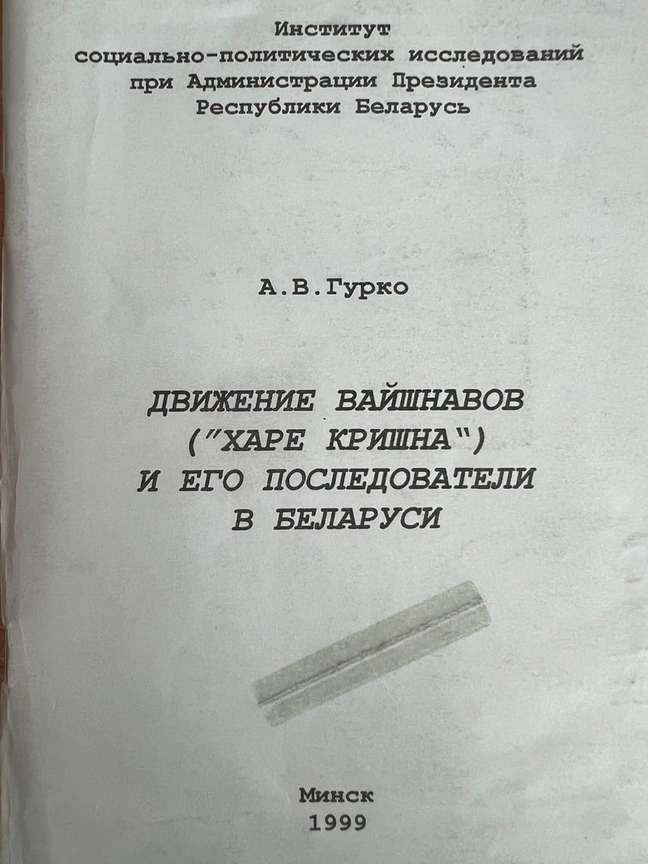 Институт
социально-политических исследований
при Администрации Президента
Республики Беларусь
А.В.Гурко
ДВИЖЕНИЕ ВАЙШНАВОВ
("ХАРЕ КРИШНА")
И ЕГО ПОСЛЕДОВАТЕЛИ
В БЕЛАРУСИ
Минск
1999